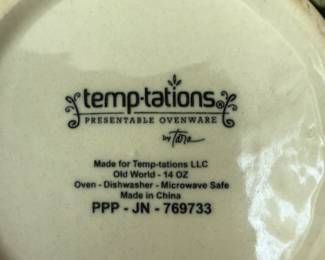 temp-tations®
PRESENTABLE OVENWARE
by Tara
Made for Temp-tations LLC
Old World - 14 OZ
Oven - Dishwasher - Microwave Safe
Made in China
PPP - JN - 769733